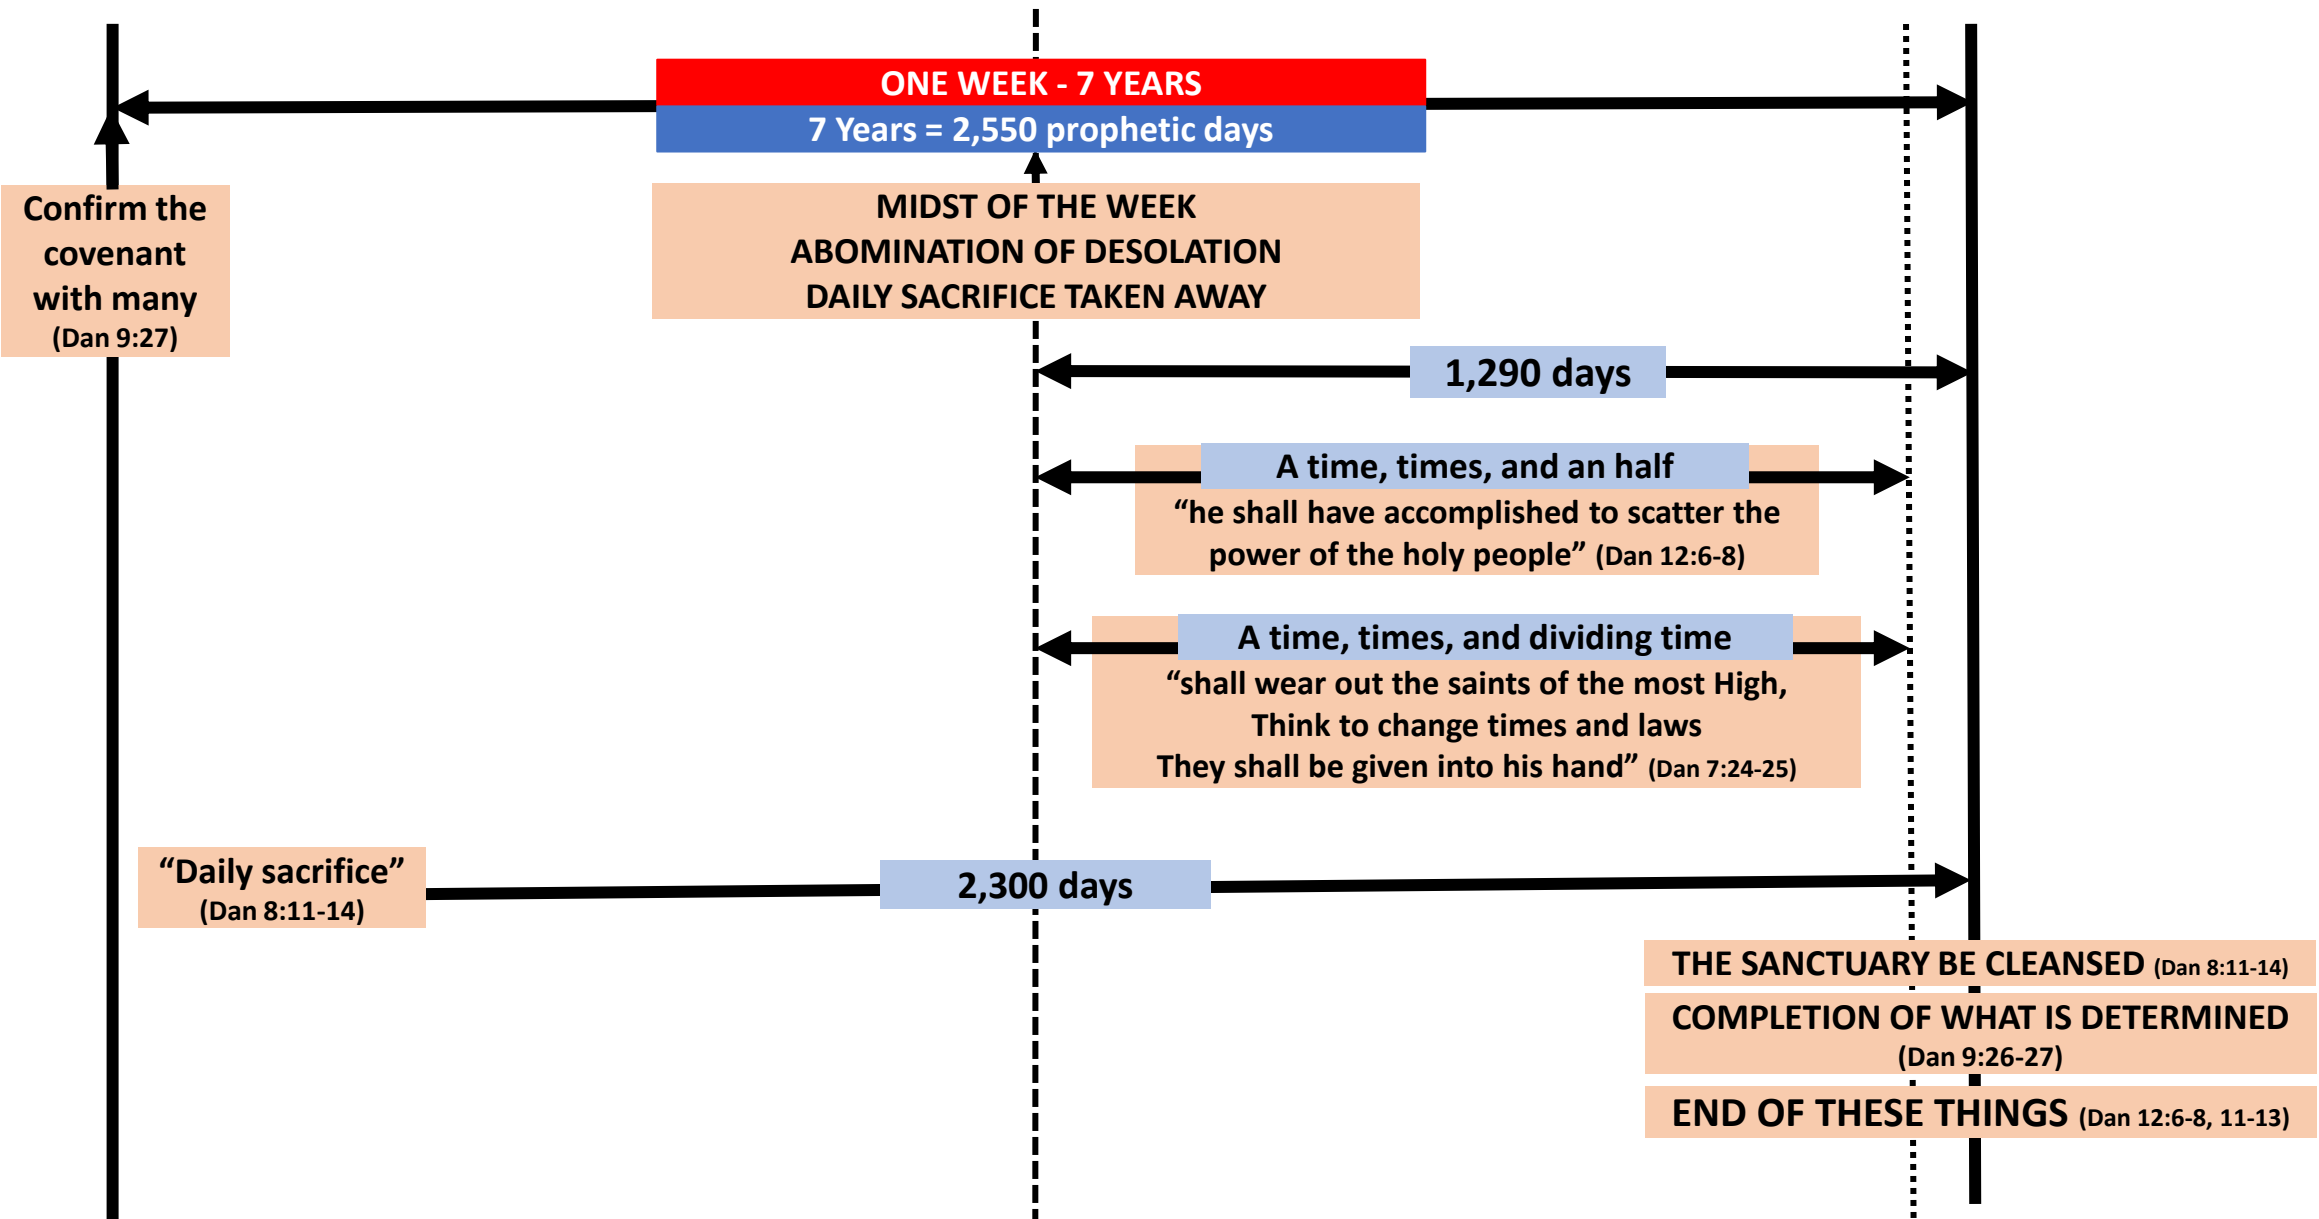 ONE WEEK - 7 YEARS
7 Years = 2,550 prophetic days
Confirm the
covenant
with many
(Dan 9:27)
MIDST OF THE WEEK
ABOMINATION OF DESOLATION
DAILY SACRIFICE TAKEN AWAY
1,290 days
A time, times, and an half
“he shall have accomplished to scatter the
power of the holy people” (Dan 12:6-8)
A time, times, and dividing time
“shall wear out the saints of the most High,
Think to change times and laws
They shall be given into his hand” (Dan 7:24-25)
“Daily sacrifice”
(Dan 8:11-14)
2,300 days
THE SANCTUARY BE CLEANSED (Dan 8:11-14)
COMPLETION OF WHAT IS DETERMINED
(Dan 9:26-27)
END OF THESE THINGS (Dan 12:6-8, 11-13)